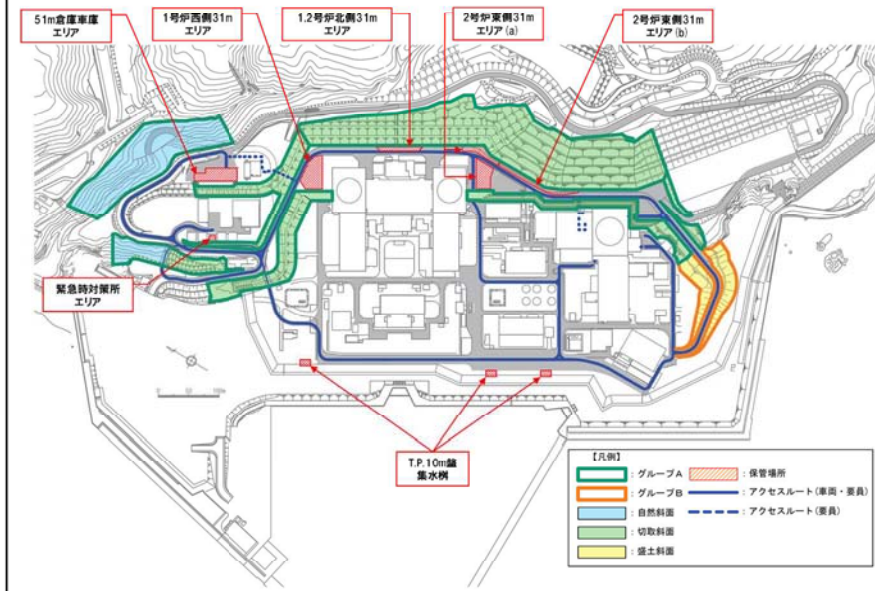 51m倉庫車庫
エリア
1号炉西側31m
エリア
1,2号炉北側31m
エリア
2号炉東側31m
エリア(a)
2号炉東側31m
エリア(b)
緊急時対策所
エリア
T.P.10m盤
集水桝
【凡例】
：グループA
：グループB
：自然斜面
：切取斜面
：盛土斜面
：保管場所
：アクセスルート(車両・要員)
：アクセスルート(要員)